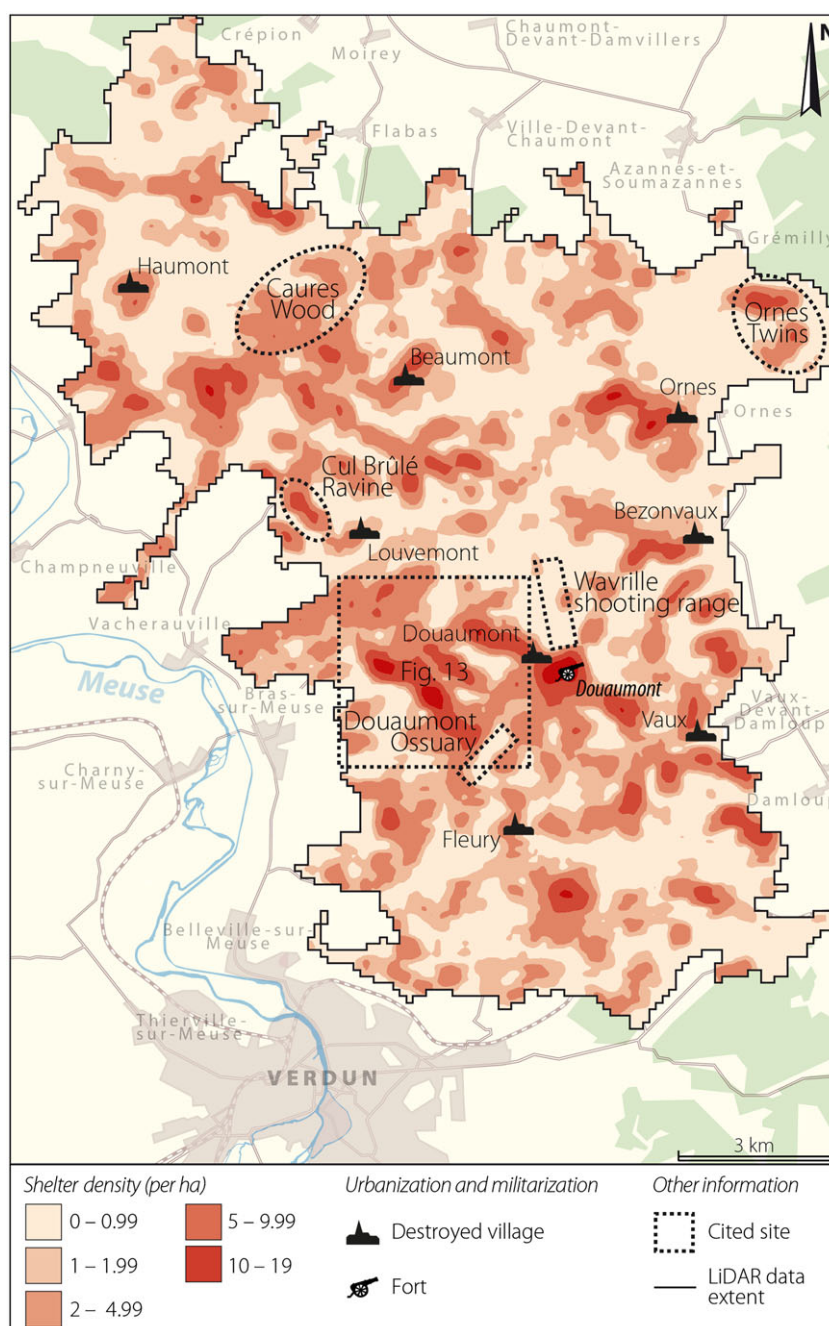 Crépion
Moirey
Chaumont-
Devant-Damvillers
N
Flabas
Ville-Devant-
Chaumont
Azannes-et-
Soumazannes
Grémilly
Haumont
Caures
Wood
Ornes
Twins
Beaumont
Ornes
Ornes
Cul Brûlé
Ravine
Bezonvaux
Louvemont
Champneuville
Wavrille
shooting range
Vacherauville
Douaumont
Meuse
Fig. 13
Douaumont
Bras-
sur-Meuse
Douaumont
Ossuary
Vaux
Vaux-
Devant-
Damloup
Charny-
sur-Meuse
Damloup
Fleury
Belleville-sur-
Meuse
Thierville-
sur-Meuse
VERDUN
3 km
Shelter density (per ha)
0 – 0.99
1 – 1.99
2 – 4.99
5 – 9.99
10 – 19
Urbanization and militarization
Destroyed village
Fort
Other information
Cited site
LiDAR data
extent